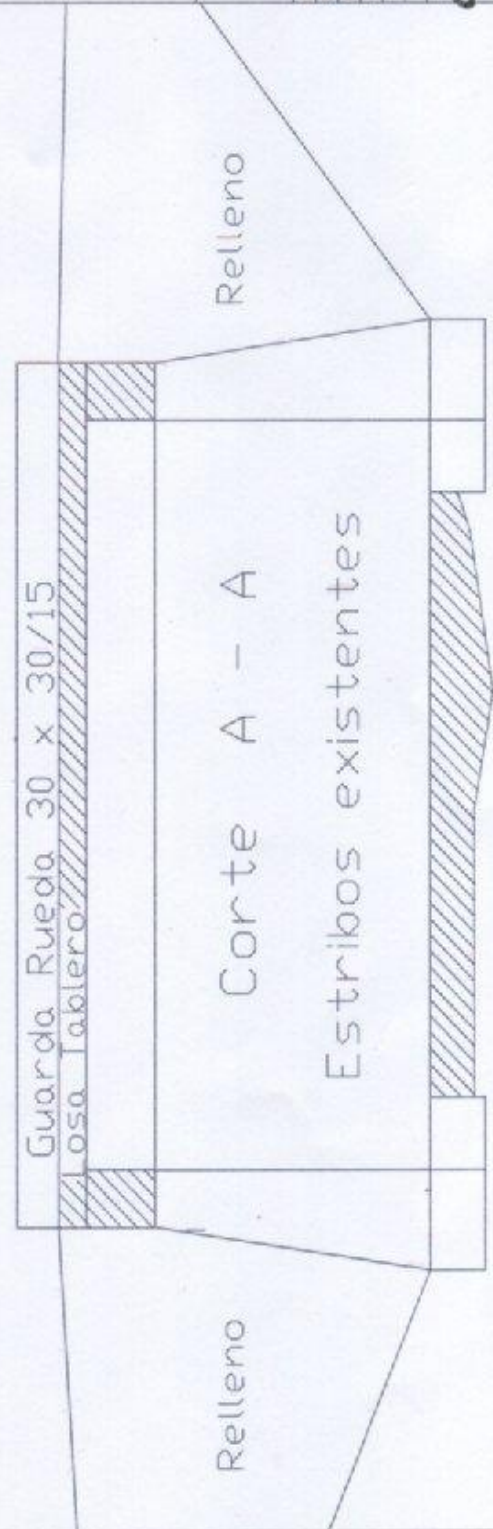 Guarda Rueda 30 x 30/15
Losa Tablero
Relleno
Corte A - A
Relleno
Estribos existentes